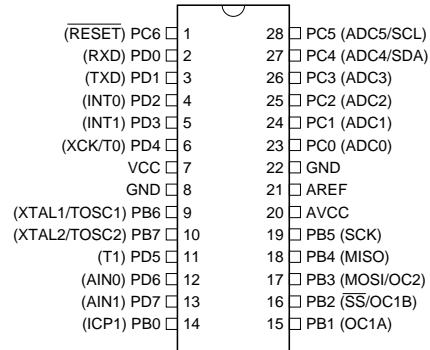 (RESET) PC6 1 28 PC5 (ADC5/SCL)
(RXD) PD0 2 27 PC4 (ADC4/SDA)
(TXD) PD1 3 26 PC3 (ADC3)
(INT0) PD2 4 25 PC2 (ADC2)
(INT1) PD3 5 24 PC1 (ADC1)
(XCK/T0) PD4 6 23 PC0 (ADC0)
VCC 7 22 GND
GND 8 21 AREF
(XTAL1/TOSC1) PB6 9 20 AVCC
(XTAL2/TOSC2) PB7 10 19 PB5 (SCK)
(T1) PD5 11 18 PB4 (MISO)
(AIN0) PD6 12 17 PB3 (MOSI/OC2)
(AIN1) PD7 13 16 PB2 (SS/OC1B)
(ICP1) PB0 14 15 PB1 (OC1A)